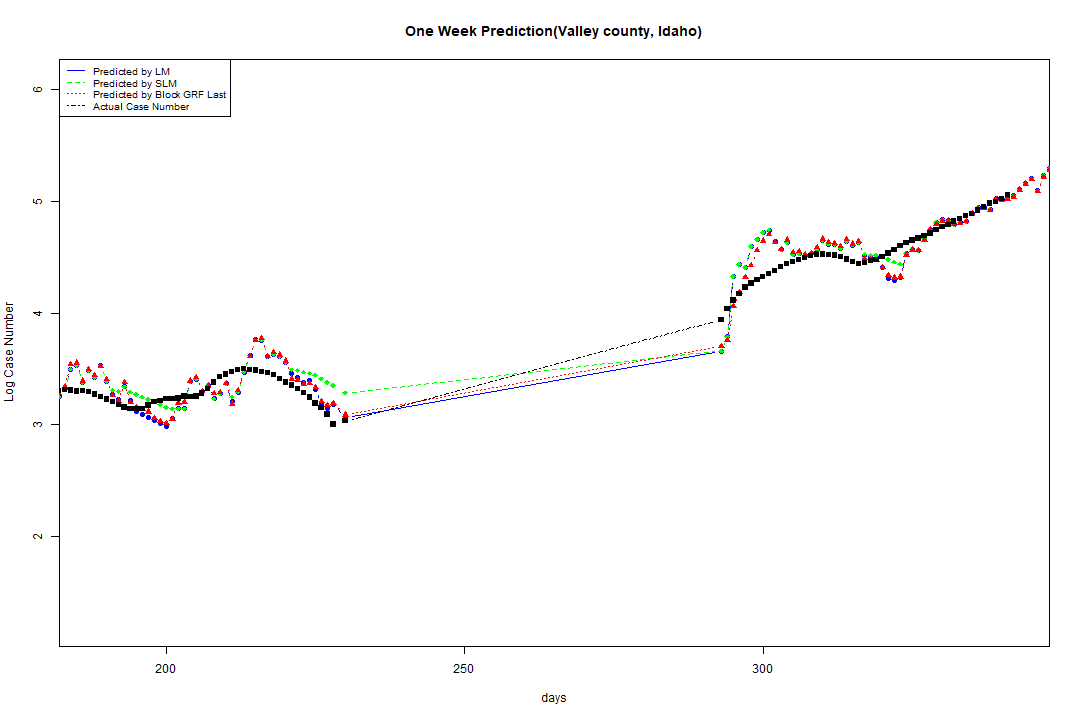 One Week Prediction(Valley county, Idaho)
Predicted by LM
Predicted by SLM
Predicted by Block GRF Last
Actual Case Number
6
5
4
3
2
Log Case Number
200
250
300
days